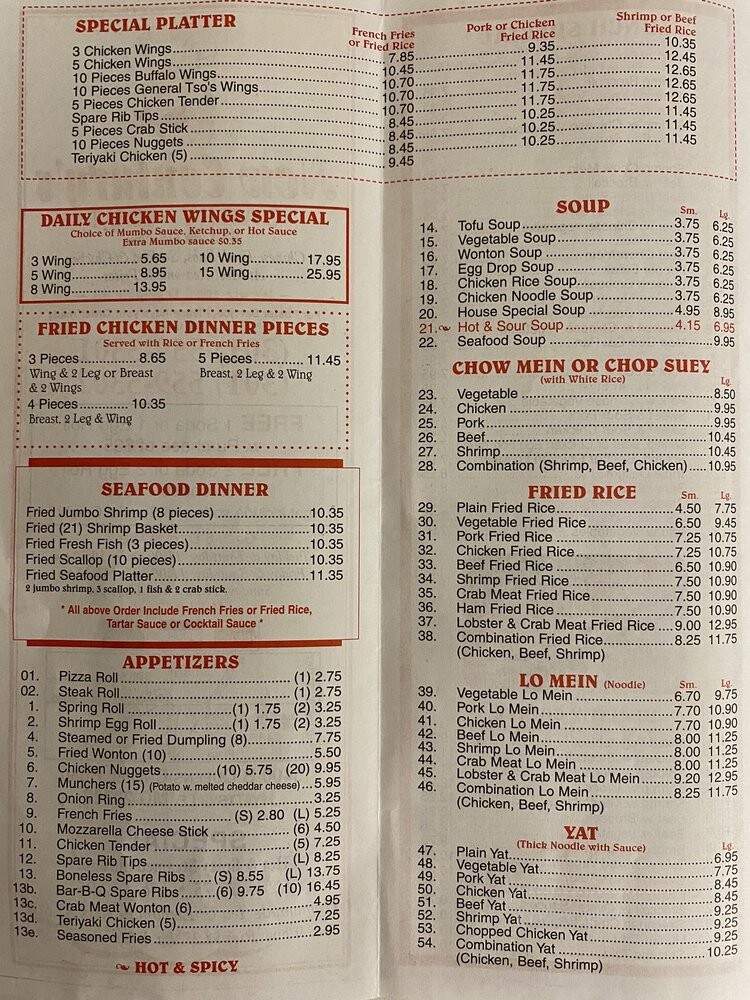 SPECIAL PLATTER
French Fries or Fried Rice
Pork or Chicken Fried Rice
Shrimp or Beef Fried Rice
3 Chicken Wings 7.85 9.35 10.35
5 Chicken Wings 10.45 11.45 12.45
10 Pieces Buffalo Wings 10.70 11.75 12.65
10 Pieces General Tso's Wings 10.70 11.75 12.65
5 Pieces Chicken Tender 10.70 11.75 12.65
Spare Rib Tips 8.45 10.25 11.45
5 Pieces Crab Stick 8.45 10.25 11.45
10 Pieces Nuggets 8.45 10.25 11.45
Teriyaki Chicken (5) 9.45
DAILY CHICKEN WINGS SPECIAL
Choice of Mumbo Sauce, Ketchup, or Hot Sauce
Extra Mumbo sauce $0.35
3 Wing 5.65 10 Wing 17.95
5 Wing 8.95 15 Wing 25.95
8 Wing 13.95
FRIED CHICKEN DINNER PIECES
Served with Rice or French Fries
3 Pieces 8.65 5 Pieces 11.45
Wing & 2 Leg or Breast Breast, 2 Leg & 2 Wing
& 2 Wings
4 Pieces 10.35
Breast, 2 Leg & Wing
SEAFOOD DINNER
Fried Jumbo Shrimp (8 pieces) 10.35
Fried (21) Shrimp Basket 10.35
Fried Fresh Fish (3 pieces) 10.35
Fried Scallop (10 pieces) 10.35
Fried Seafood Platter 11.35
2 jumbo shrimp, 3 scallop, 1 fish & 2 crab stick.
* All above Order Include French Fries or Fried Rice,
Tartar Sauce or Cocktail Sauce *
APPETIZERS
01. Pizza Roll (1) 2.75
02. Steak Roll (1) 2.75
1. Spring Roll (1) 1.75 (2) 3.25
2. Shrimp Egg Roll (1) 1.75 (2) 3.25
4. Steamed or Fried Dumpling (8) 7.75
5. Fried Wonton (10) 5.50
6. Chicken Nuggets (10) 5.75 (20) 9.95
7. Munchers (15) (Potato w. melted cheddar cheese) 5.95
8. Onion Ring 3.25
9. French Fries (S) 2.80 (L) 5.25
10. Mozzarella Cheese Stick (6) 4.50
11. Chicken Tender (5) 7.25
12. Spare Rib Tips (L) 8.25
13. Boneless Spare Ribs (S) 8.55 (L) 13.75
13b. Bar-B-Q Spare Ribs (6) 9.75 (10) 16.45
13c. Crab Meat Wonton (6) 4.95
13d. Teriyaki Chicken (5) 7.25
13e. Seasoned Fries 2.95
HOT & SPICY
SOUP
Sm. Lg.
14. Tofu Soup 3.75 6.25
15. Vegetable Soup 3.75 6.25
16. Wonton Soup 3.75 6.25
17. Egg Drop Soup 3.75 6.25
18. Chicken Rice Soup 3.75 6.25
19. Chicken Noodle Soup 3.75 6.25
20. House Special Soup 4.95 8.95
21. Hot & Sour Soup 4.15 6.95
22. Seafood Soup 9.95
CHOW MEIN OR CHOP SUEY
(with White Rice)
Lg.
23. Vegetable 8.50
24. Chicken 9.95
25. Pork 9.95
26. Beef 10.45
27. Shrimp 10.45
28. Combination (Shrimp, Beef, Chicken) 10.95
FRIED RICE
Sm. Lg.
29. Plain Fried Rice 4.50 7.75
30. Vegetable Fried Rice 6.50 9.45
31. Pork Fried Rice 7.25 10.75
32. Chicken Fried Rice 7.25 10.75
33. Beef Fried Rice 6.50 10.90
34. Shrimp Fried Rice 7.50 10.90
35. Crab Meat Fried Rice 7.50 10.90
36. Ham Fried Rice 7.50 10.90
37. Lobster & Crab Meat Fried Rice 9.00 12.95
38. Combination Fried Rice 8.25 11.75
(Chicken, Beef, Shrimp)
LO MEIN (Noodle)
Sm. Lg.
39. Vegetable Lo Mein 6.70 9.75
40. Pork Lo Mein 7.70 10.90
41. Chicken Lo Mein 7.70 10.90
42. Beef Lo Mein 8.00 11.25
43. Shrimp Lo Mein 8.00 11.25
44. Crab Meat Lo Mein 8.00 11.25
45. Lobster & Crab Meat Lo Mein 9.20 12.95
46. Combination Lo Mein 8.25 11.75
(Chicken, Beef, Shrimp)
YAT
(Thick Noodle with Sauce)
Lg.
47. Plain Yat 6.95
48. Vegetable Yat 7.75
49. Pork Yat 8.45
50. Chicken Yat 8.45
51. Beef Yat 9.25
52. Shrimp Yat 9.25
53. Chopped Chicken Yat 9.25
54. Combination Yat 10.25
(Chicken, Beef, Shrimp)